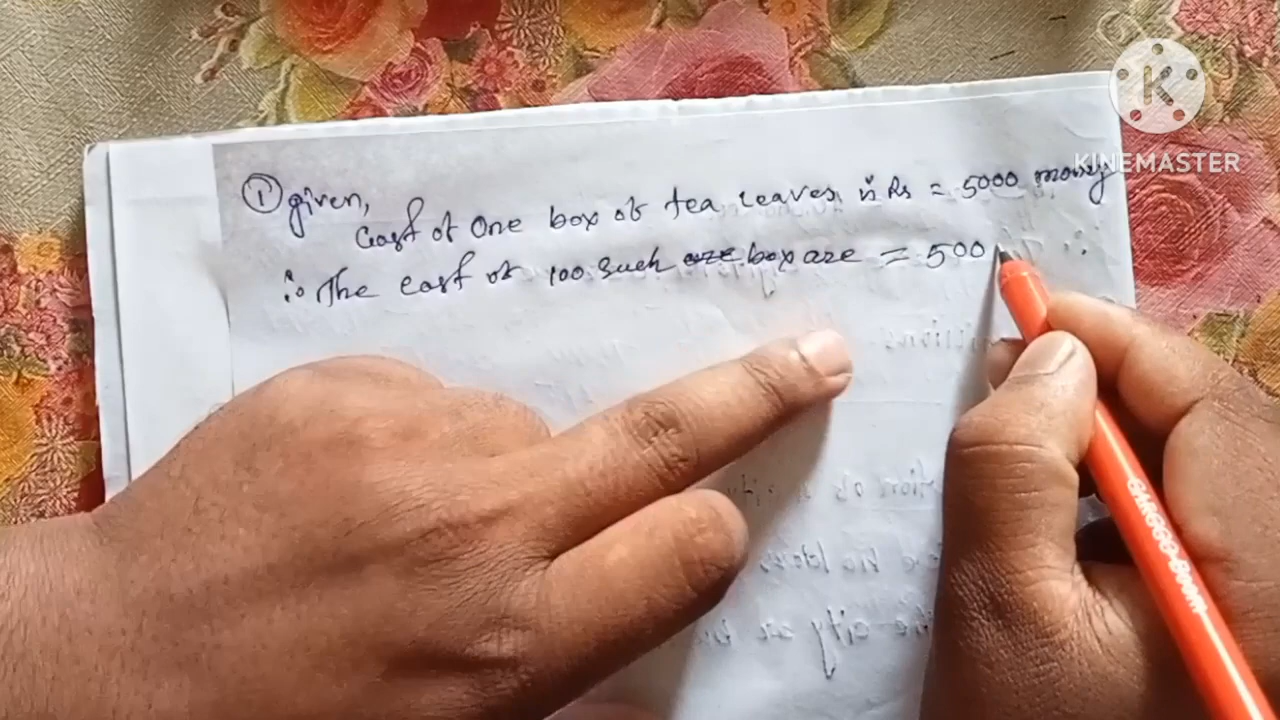 K
KINEMASTER
① given,
Cost of One box of tea leaves is Rs = 5000 money
∴ The cost of 100 such are box are = 500